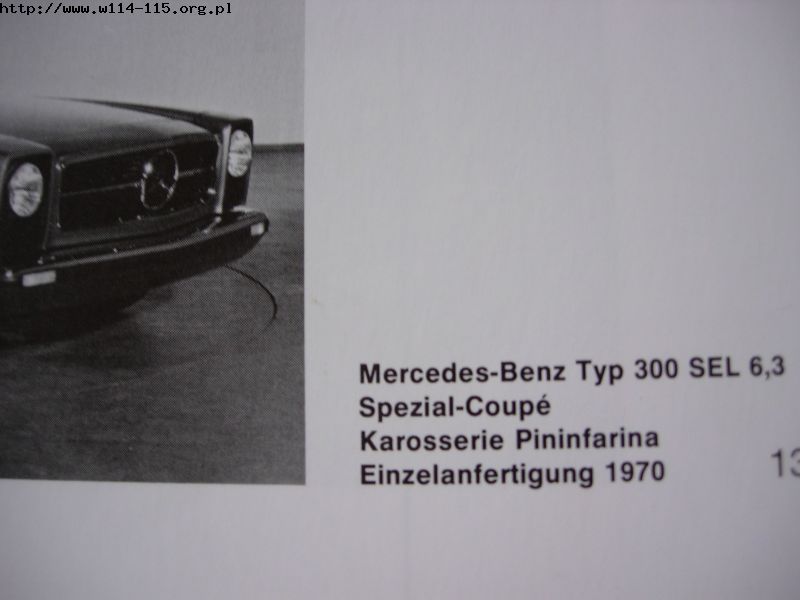 http://www.w114-115.org.pl
Mercedes-Benz Typ 300 SEL 6,3
Spezial-Coupé
Karosserie Pininfarina
Einzelanfertigung 1970